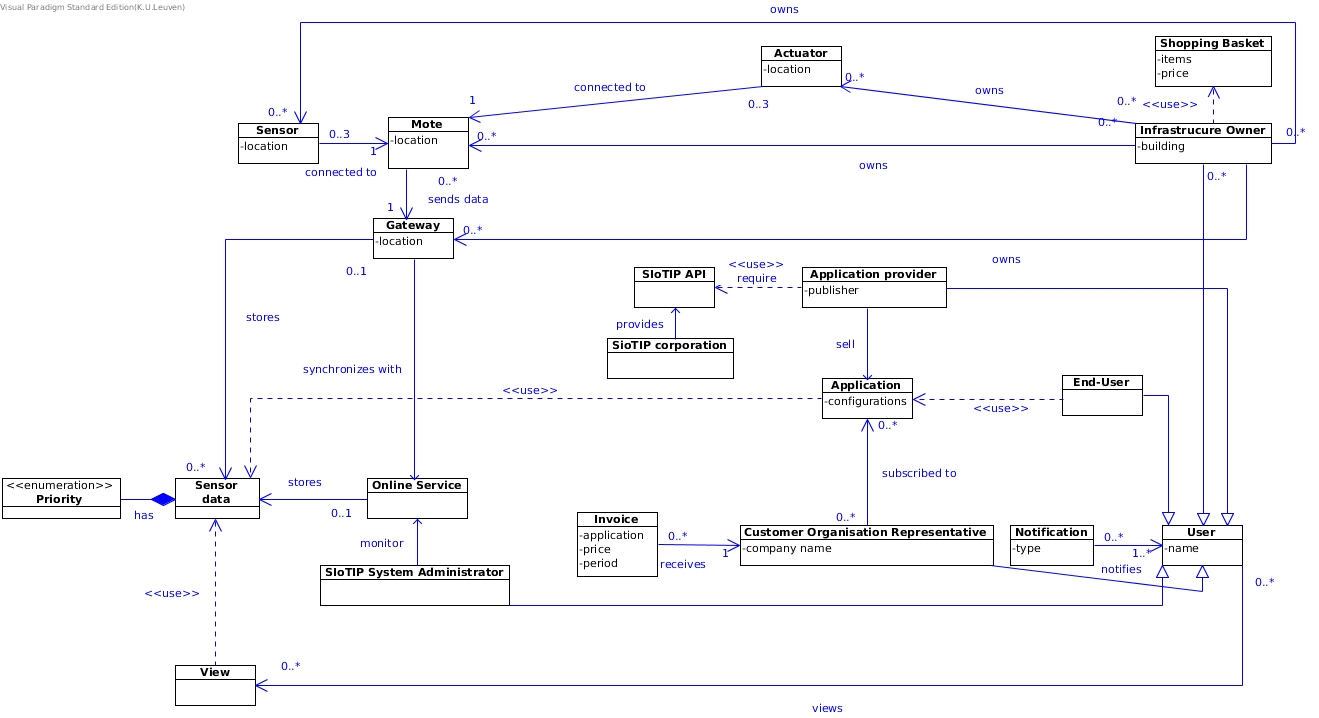 Visual Paradigm Standard Edition(K.U.Leuven)
owns
Actuator
-location
Shopping Basket
-items
-price
0..*
connected to
1
0..3
owns
0..*
<<use>>
0..*
0..*
Sensor
-location
0..3
1
connected to
Mote
-location
0..*
Infrastrucure Owner
-building
0..*
owns
0..*
0..*
sends data
1
Gateway
-location
0..*
owns
0..1
SIoTIP API
<<use>>
require
Application provider
-publisher
stores
provides
SioTIP corporation
sell
synchronizes with
<<use>>
Application
-configurations
<<use>>
End-User
0..*
subscribed to
0..*
0..*
<<enumeration>>
Priority
has
Sensor
data
stores
0..1
Online Service
monitor
SIoTIP System Administrator
Invoice
-application
-price
-period
0..*
1
receives
Customer Organisation Representative
-company name
Notification
-type
0..*
1..*
notifies
User
-name
0..*
<<use>>
View
0..*
views